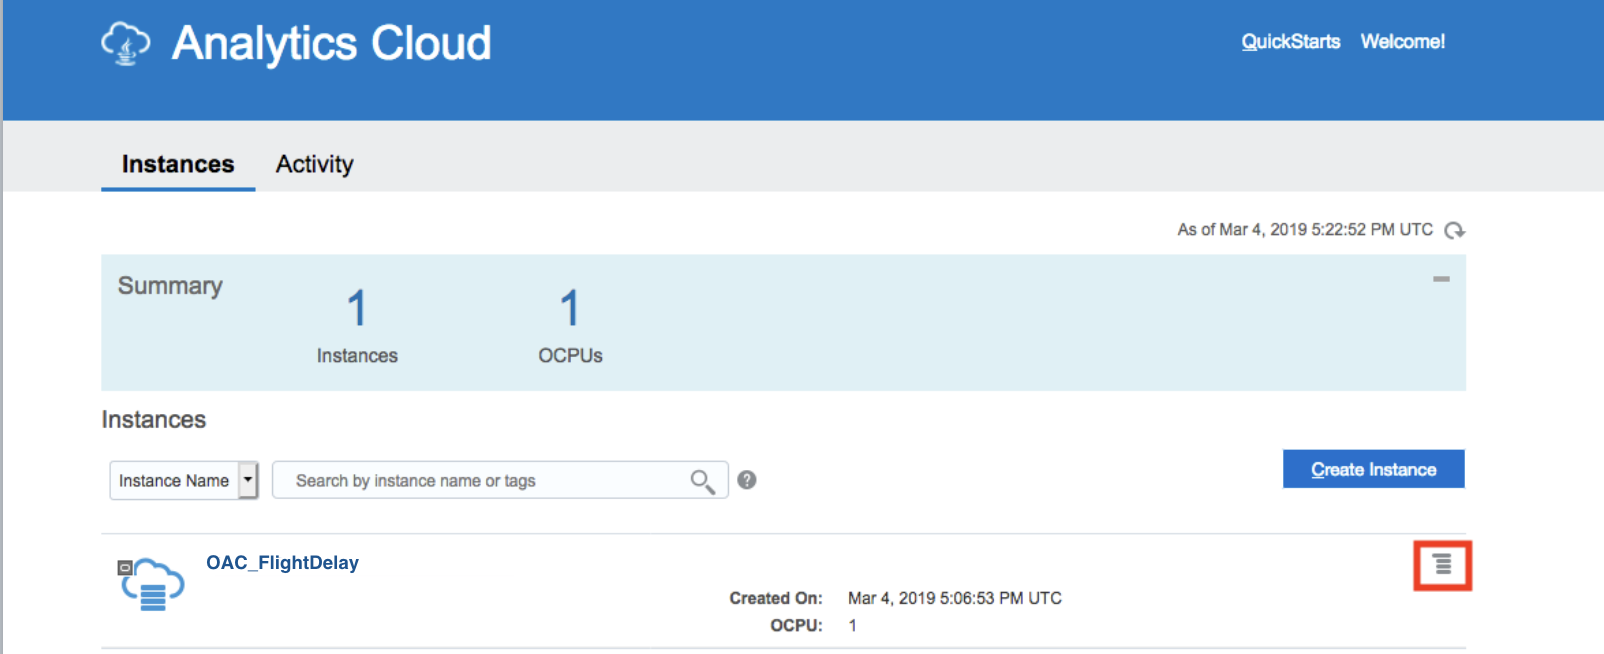 Analytics Cloud
QuickStarts Welcome!
Instances Activity
As of Mar 4, 2019 5:22:52 PM UTC
Summary
1 1
Instances OCPUs
Instances
Instance Name Search by instance name or tags ? Create Instance
OAC_FlightDelay
Created On: Mar 4, 2019 5:06:53 PM UTC
OCPU: 1